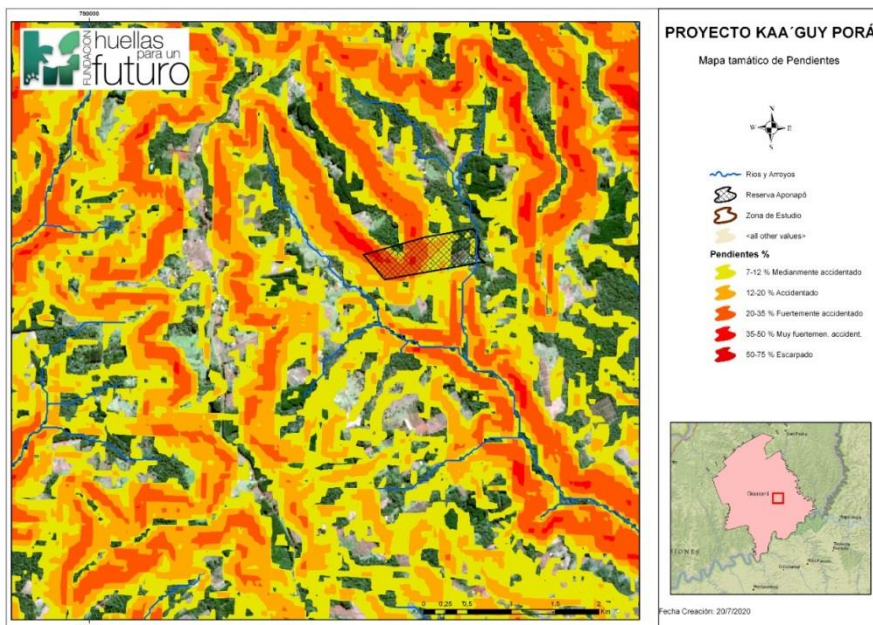 780000
FUNDACION
huellas
para un
futuro
PROYECTO KAA´GUY PORÁ
Mapa tamático de Pendientes
N
W E
S
Rios y Arroyos
Reserva Aponapó
Zona de Estudio
<all other values>
Pendientes %
7-12 % Medianmente accidentado
12-20 % Accidentado
20-35 % Fuertemente accidentado
35-50 % Muy fuertemen. accident.
50-75 % Escarpado
0 0,25 0,5 1 1,5 2
Km
San Pedro
IONES
Fecha Creación: 20/7/2020